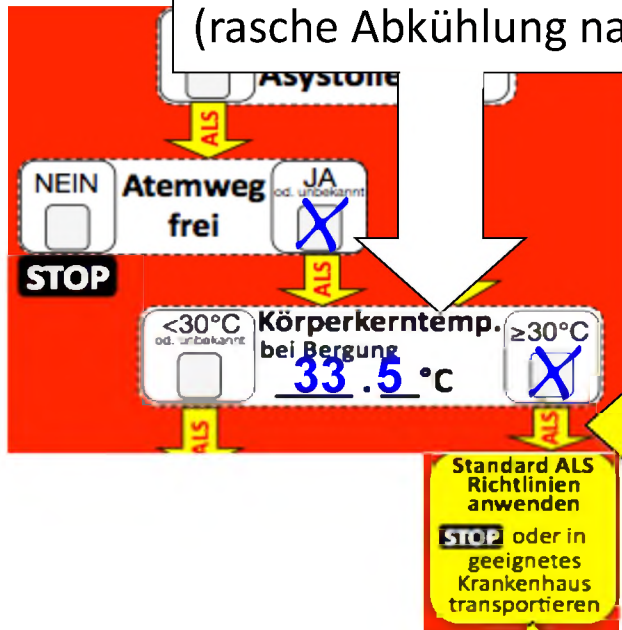 (rasche Abkühlung na
Asystolie
ALS
NEIN Atemweg frei JA
od. unbekannt
STOP
ALS
<30°C
od. unbekannt
Körperkerntemp.
bei Bergung
33 .5 °C
≥30°C
ALS
ALS
Standard ALS
Richtlinien
anwenden
STOP oder in
geeignetes
Krankenhaus
transportieren